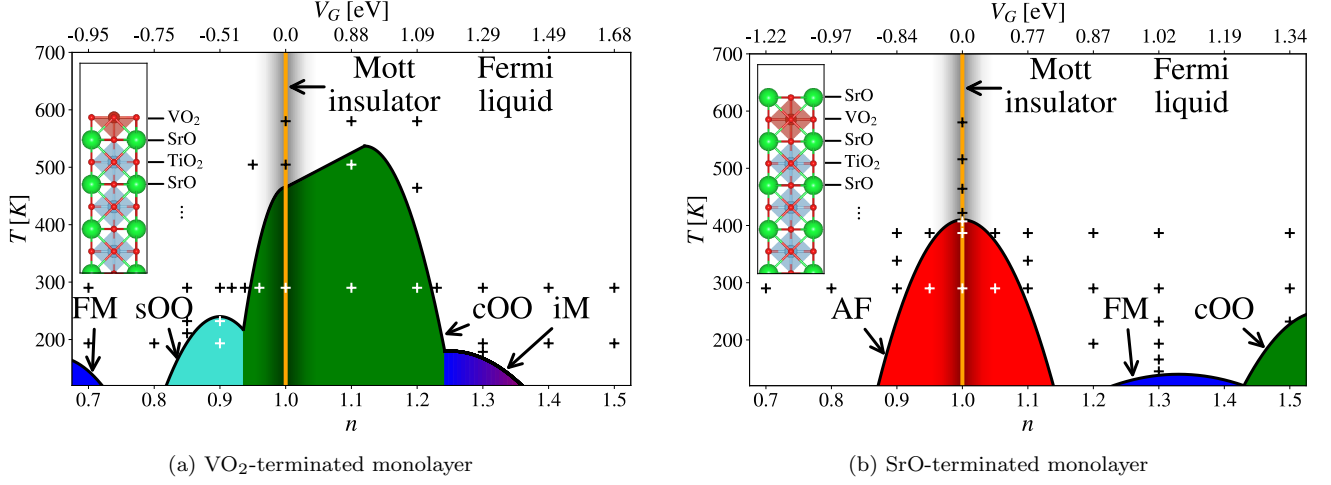 V_G [eV]
-0.95 -0.75 -0.51 0.0 0.88 1.09 1.29 1.49 1.68
700
600
500
400
300
200
T [K]
VO₂
SrO
TiO₂
SrO
⋮
Mott
insulator
Fermi
liquid
FM
sOO
cOO
iM
0.7 0.8 0.9 1.0 1.1 1.2 1.3 1.4 1.5
n
(a) VO₂-terminated monolayer
V_G [eV]
-1.22 -0.97 -0.84 0.0 0.77 0.87 1.02 1.19 1.34
700
600
500
400
300
200
T [K]
SrO
VO₂
SrO
TiO₂
SrO
⋮
Mott
insulator
Fermi
liquid
AF
FM
cOO
0.7 0.8 0.9 1.0 1.1 1.2 1.3 1.4 1.5
n
(b) SrO-terminated monolayer